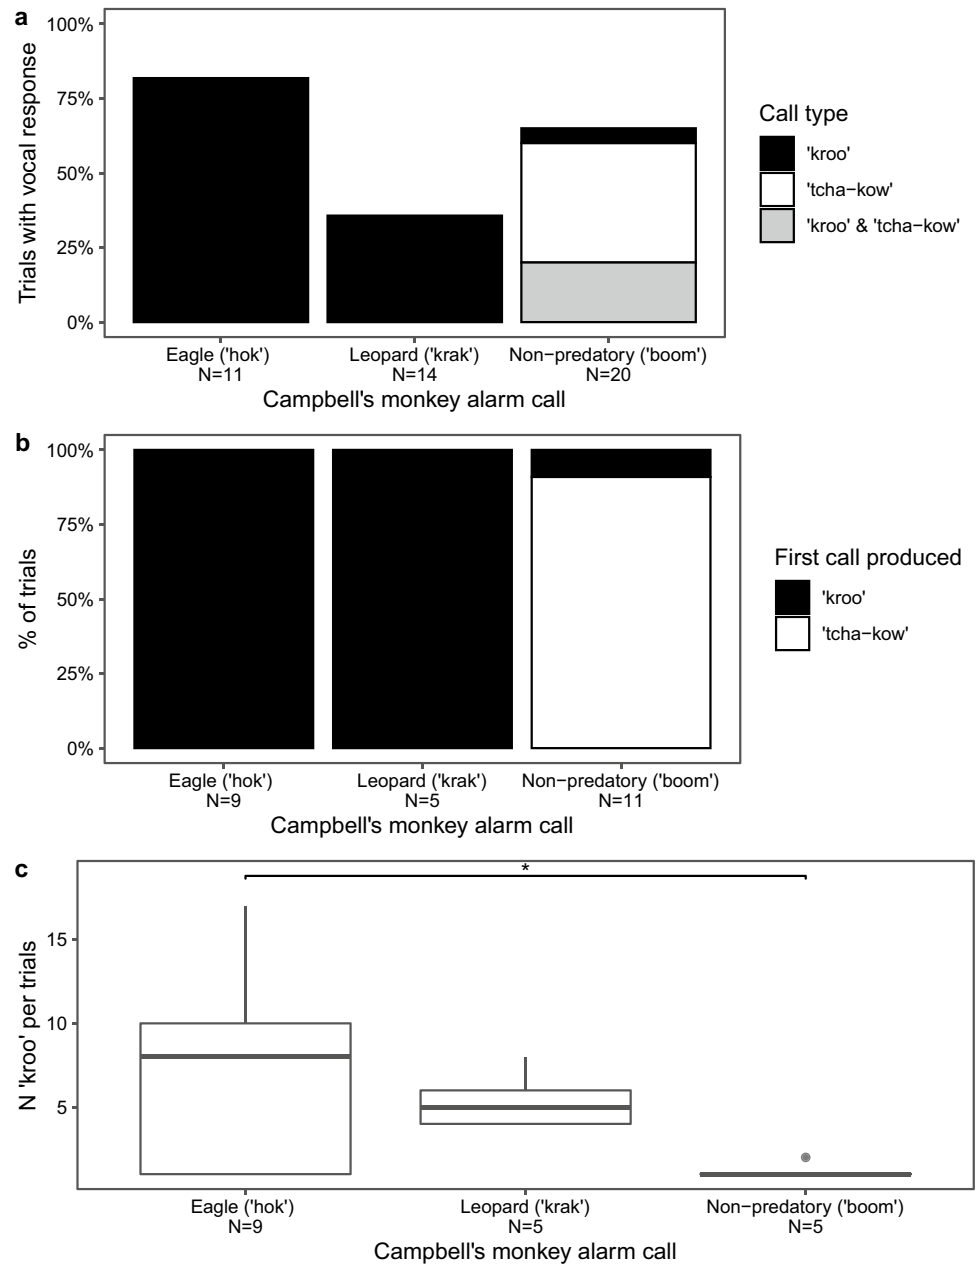 a
100%
75%
50%
25%
0%
Trials with vocal response
Eagle ('hok')
N=11
Leopard ('krak')
N=14
Non−predatory ('boom')
N=20
Campbell's monkey alarm call
Call type
'kroo'
'tcha−kow'
'kroo' & 'tcha−kow'
b
100%
75%
50%
25%
0%
% of trials
Eagle ('hok')
N=9
Leopard ('krak')
N=5
Non−predatory ('boom')
N=11
Campbell's monkey alarm call
First call produced
'kroo'
'tcha−kow'
c
*
15
10
5
N 'kroo' per trials
Eagle ('hok')
N=9
Leopard ('krak')
N=5
Non−predatory ('boom')
N=5
Campbell's monkey alarm call